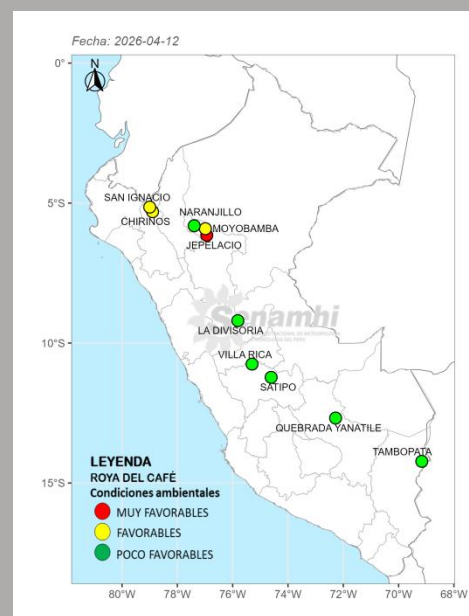 Fecha: 2026-04-12
0°
N
SAN IGNACIO
5°S
CHIRINOS
NARANJILLO
MOYOBAMBA
JEPELACIO
Senamhi
LA DIVISORIA
10°S
VILLA RICA
SATIPO
QUEBRADA YANATILE
TAMBOPATA
LEYENDA
ROYA DEL CAFÉ
Condiciones ambientales
MUY FAVORABLES
FAVORABLES
POCO FAVORABLES
15°S
80°W 78°W 76°W 74°W 72°W 70°W 68°W